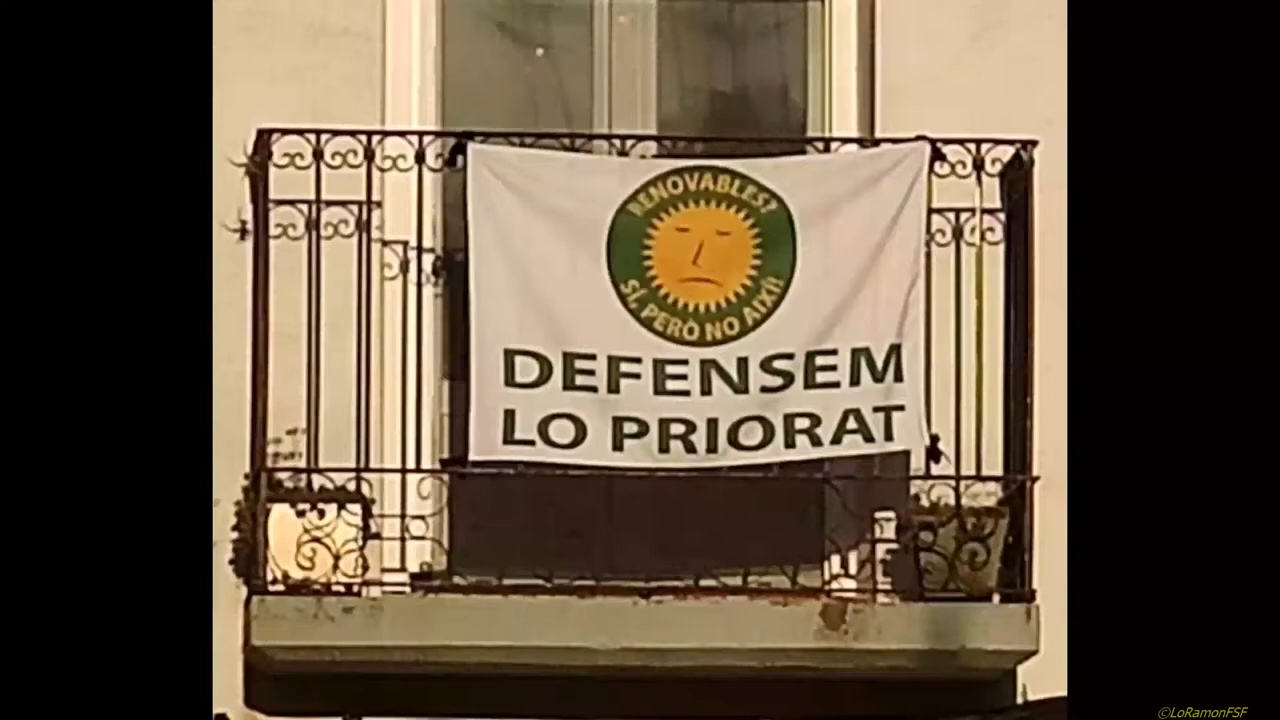 RENOVABLES?
SÍ, PERÒ NO AIXÍ!
DEFENSEM
LO PRIORAT
©LoRamonFSF